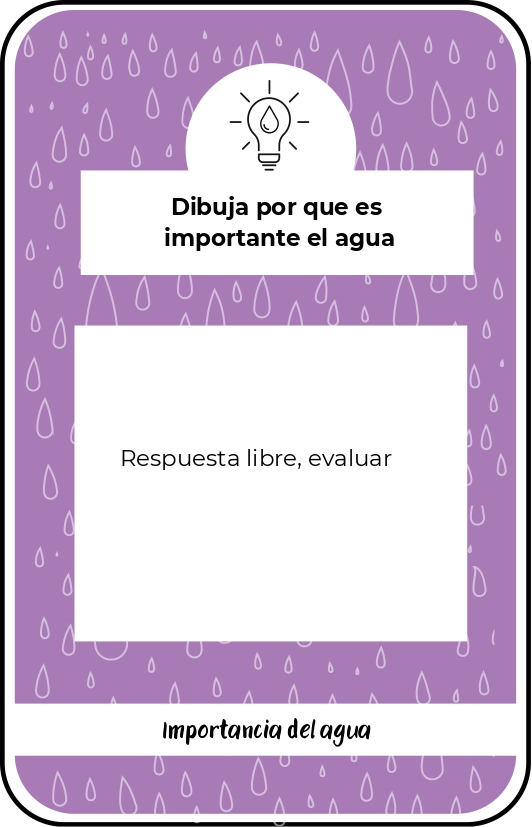 Dibuja por que es
importante el agua
Respuesta libre, evaluar
Importancia del agua